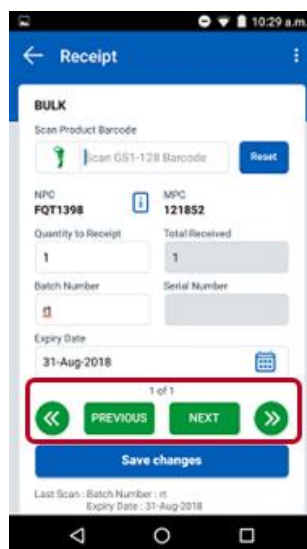 10:29 a.m.
Receipt
BULK
Scan Product Barcode
Scan GS1-128 Barcode
Reset
NPC
MPC
FQT1398
121852
Quantity to Receipt
Total Received
1
1
Batch Number
Serial Number
rt
Expiry Date
31-Aug-2018
1 of 1
PREVIOUS
NEXT
Save changes
Last Scan : Batch Number : rt
Expiry Date : 31-Aug-2018